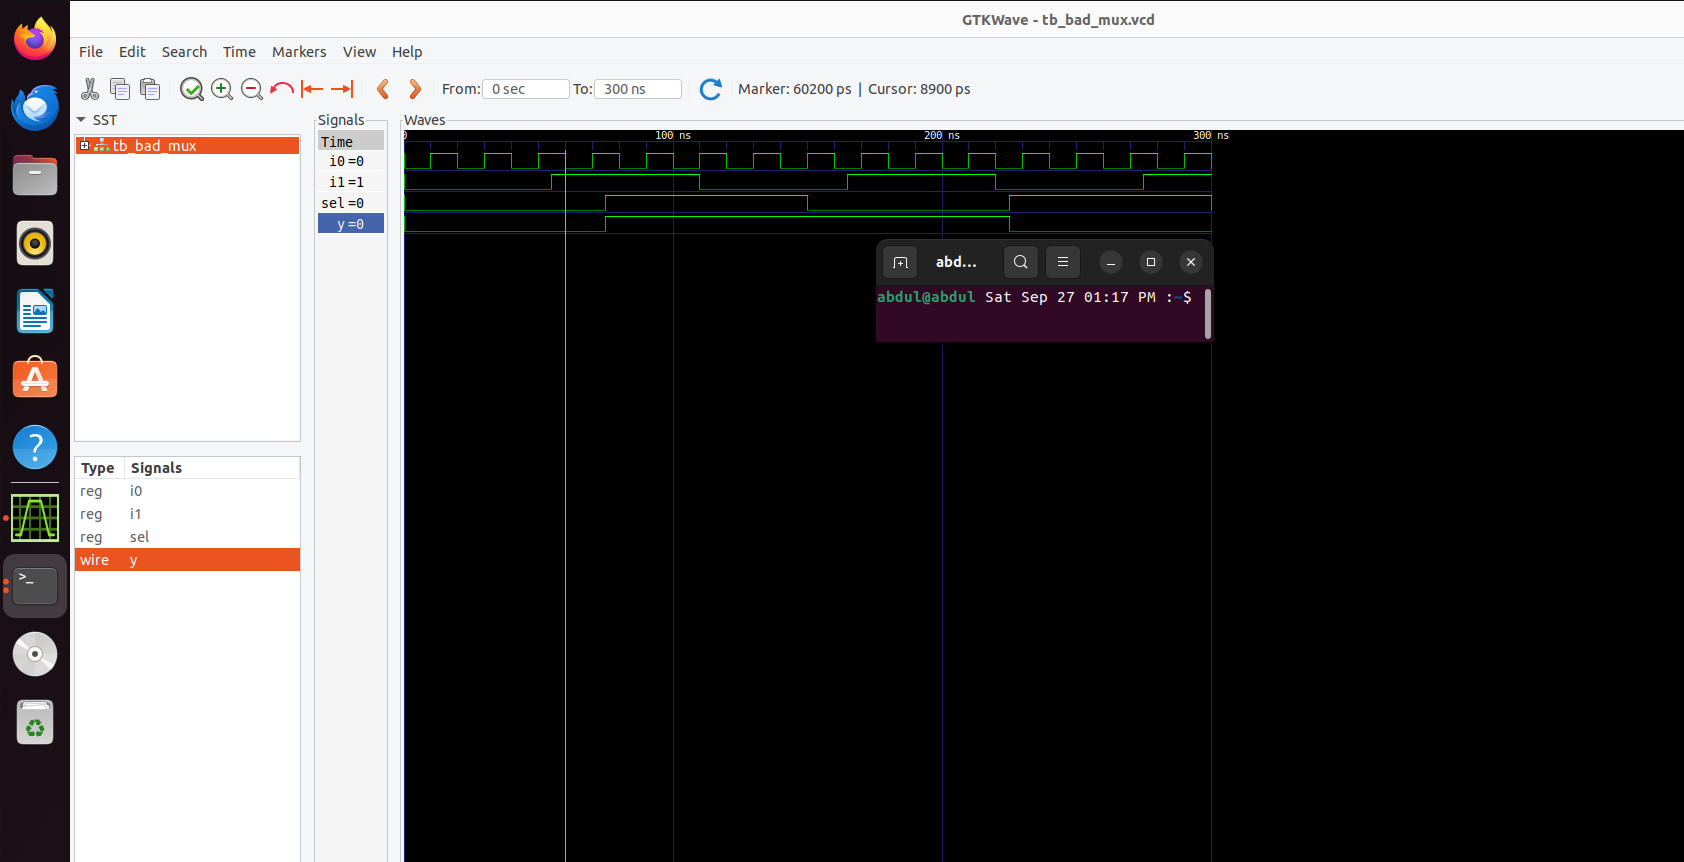 GTKWave - tb_bad_mux.vcd
File Edit Search Time Markers View Help
From: 0 sec To: 300 ns Marker: 60200 ps | Cursor: 8900 ps
SST
tb_bad_mux
Type Signals
reg i0
reg i1
reg sel
wire y
Signals
Time
i0=0
i1=1
sel=0
y=0
Waves
0 100 ns 200 ns 300 ns
abd...
abdul@abdul Sat Sep 27 01:17 PM :~$